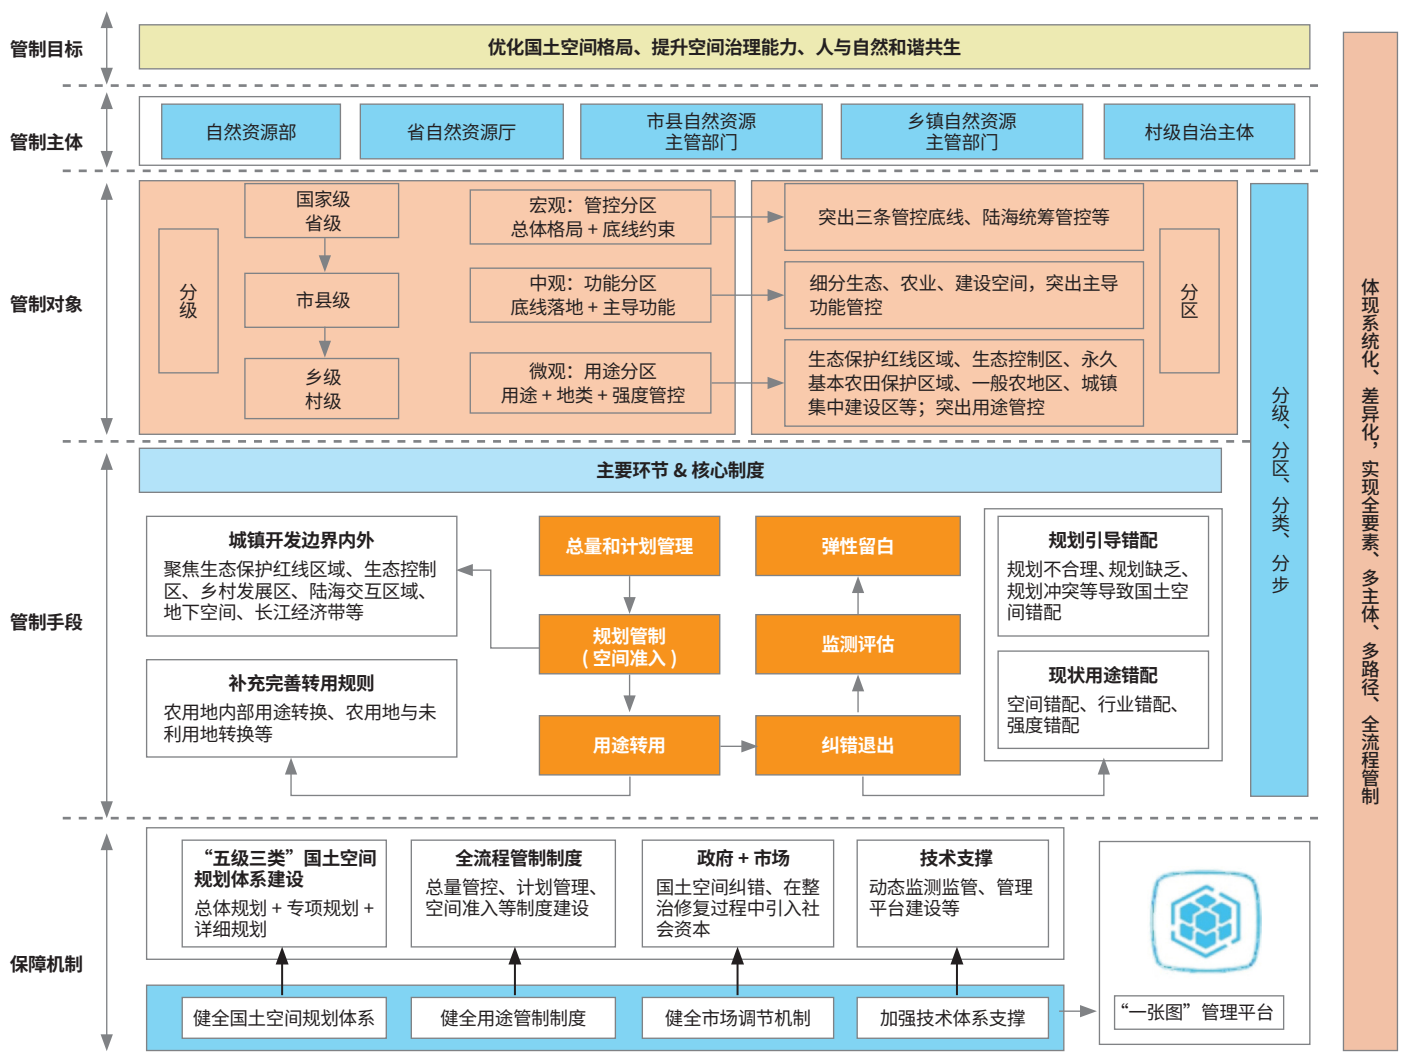 管制目标
优化国土空间格局、提升空间治理能力、人与自然和谐共生
管制主体
自然资源部
省自然资源厅
市县自然资源
主管部门
乡镇自然资源
主管部门
村级自治主体
管制对象
分级
国家级
省级
市县级
乡级
村级
宏观：管控分区
总体格局 + 底线约束
中观：功能分区
底线落地 + 主导功能
微观：用途分区
用途 + 地类 + 强度管控
突出三条管控底线、陆海统筹管控等
细分生态、农业、建设空间，突出主导
功能管控
生态保护红线区域、生态控制区、永久
基本农田保护区域、一般农地区、城镇
集中建设区等；突出用途管控
分区
管制手段
主要环节 & 核心制度
城镇开发边界内外
聚焦生态保护红线区域、生态控制
区、乡村发展区、陆海交互区域、
地下空间、长江经济带等
补充完善转用规则
农用地内部用途转换、农用地与未
利用地转换等
总量和计划管理
规划管制
( 空间准入 )
用途转用
弹性留白
监测评估
纠错退出
规划引导错配
规划不合理、规划缺乏、
规划冲突等导致国土空
间错配
现状用途错配
空间错配、行业错配、
强度错配
分级、分区、分类、分步
体现系统化、差异化，实现全要素、多主体、多路径、全流程管制
保障机制
“五级三类”国土空间
规划体系建设
总体规划 + 专项规划 +
详细规划
全流程管制制度
总量管控、计划管理、
空间准入等制度建设
政府 + 市场
国土空间纠错、在整
治修复过程中引入社
会资本
技术支撑
动态监测监管、管理
平台建设等
健全国土空间规划体系
健全用途管制制度
健全市场调节机制
加强技术体系支撑
“一张图”管理平台